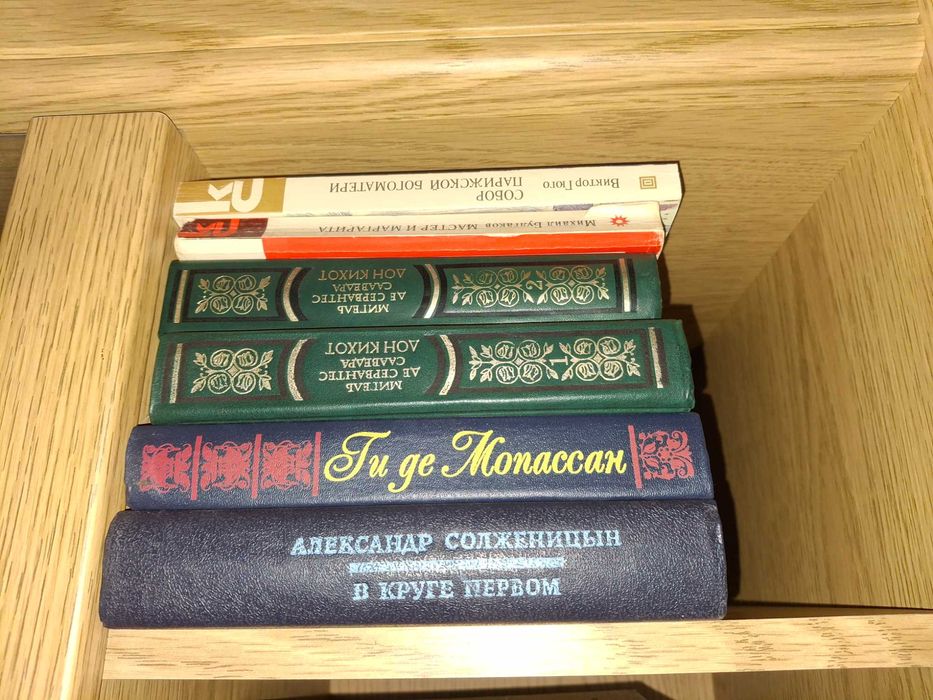 Виктор Гюго
СОБОР
ПАРИЖСКОЙ БОГОМАТЕРИ
Михаил Булгаков МАСТЕР И МАРГАРИТА
МИГЕЛЬ
ДЕ СЕРВАНТЕС
СААВЕДРА
ДОН КИХОТ
2
МИГЕЛЬ
ДЕ СЕРВАНТЕС
СААВЕДРА
ДОН КИХОТ
1
Ги де Мопассан
АЛЕКСАНДР СОЛЖЕНИЦЫН
В КРУГЕ ПЕРВОМ